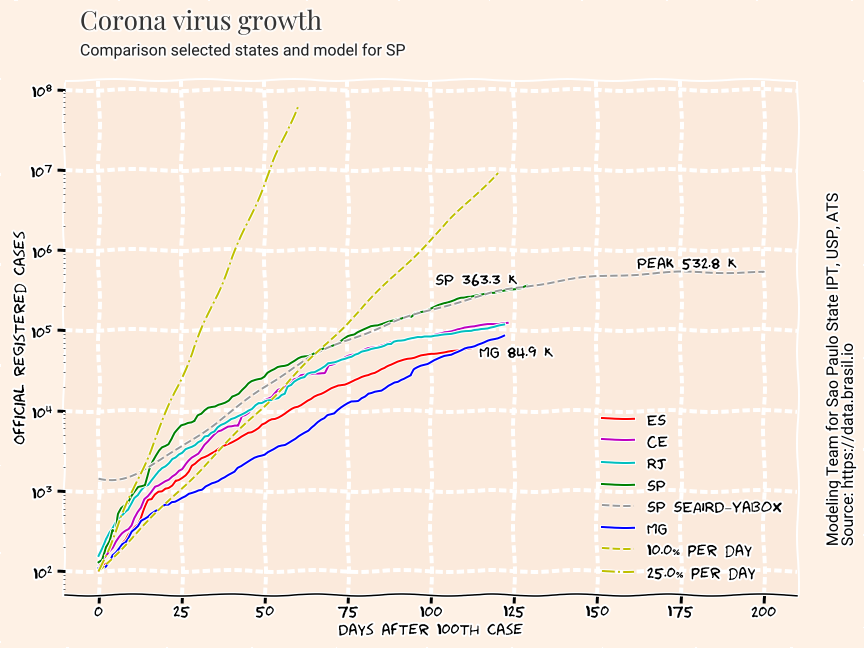 Corona virus growth
Comparison selected states and model for SP
10⁸
10⁷
10⁶
10⁵
10⁴
10³
10²
OFFICIAL REGISTERED CASES
SP 363.3 K
PEAK 532.8 K
MG 84.9 K
ES
CE
RJ
SP
SP SEAIRD-YABOX
MG
10.0% PER DAY
25.0% PER DAY
0 25 50 75 100 125 150 175 200
DAYS AFTER 100TH CASE
Modeling Team for Sao Paulo State IPT, USP, ATS
Source: https://data.brasil.io